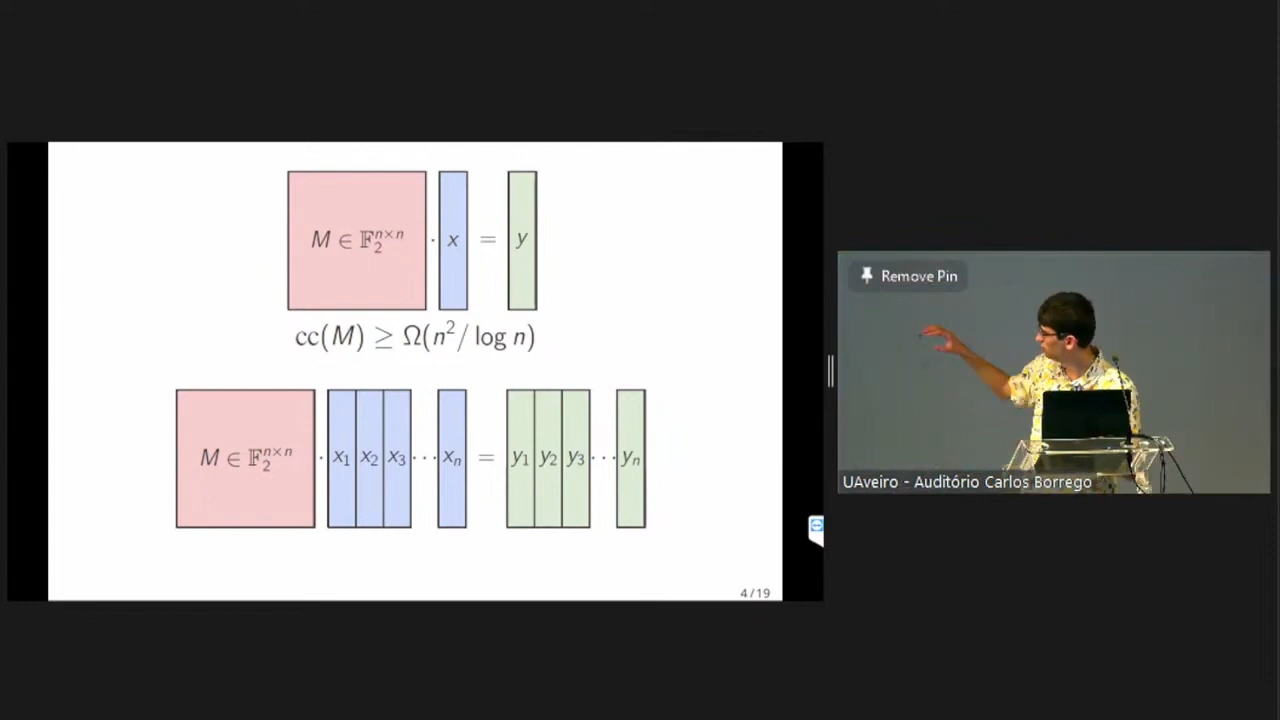 M ∈ 𝔽₂ⁿˣⁿ · x = y
cc(M) ≥ Ω(n²/ log n)
M ∈ 𝔽₂ⁿˣⁿ · x₁ x₂ x₃ ⋯ xₙ = y₁ y₂ y₃ ⋯ yₙ
4/19
Remove Pin
UAveiro - Auditório Carlos Borrego